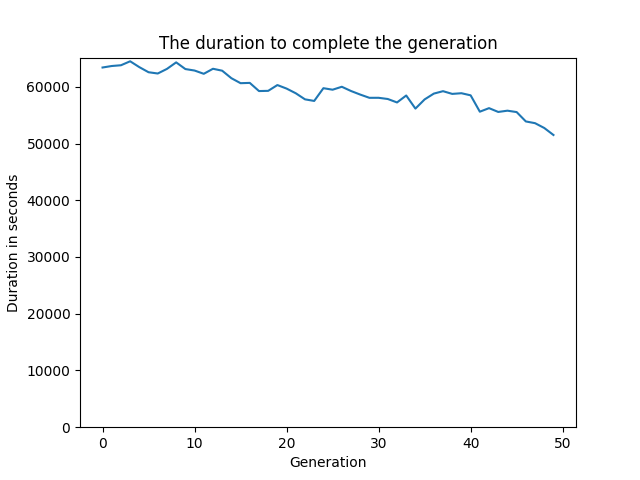 The duration to complete the generation
60000
50000
40000
30000
20000
10000
0
Duration in seconds
0 10 20 30 40 50
Generation